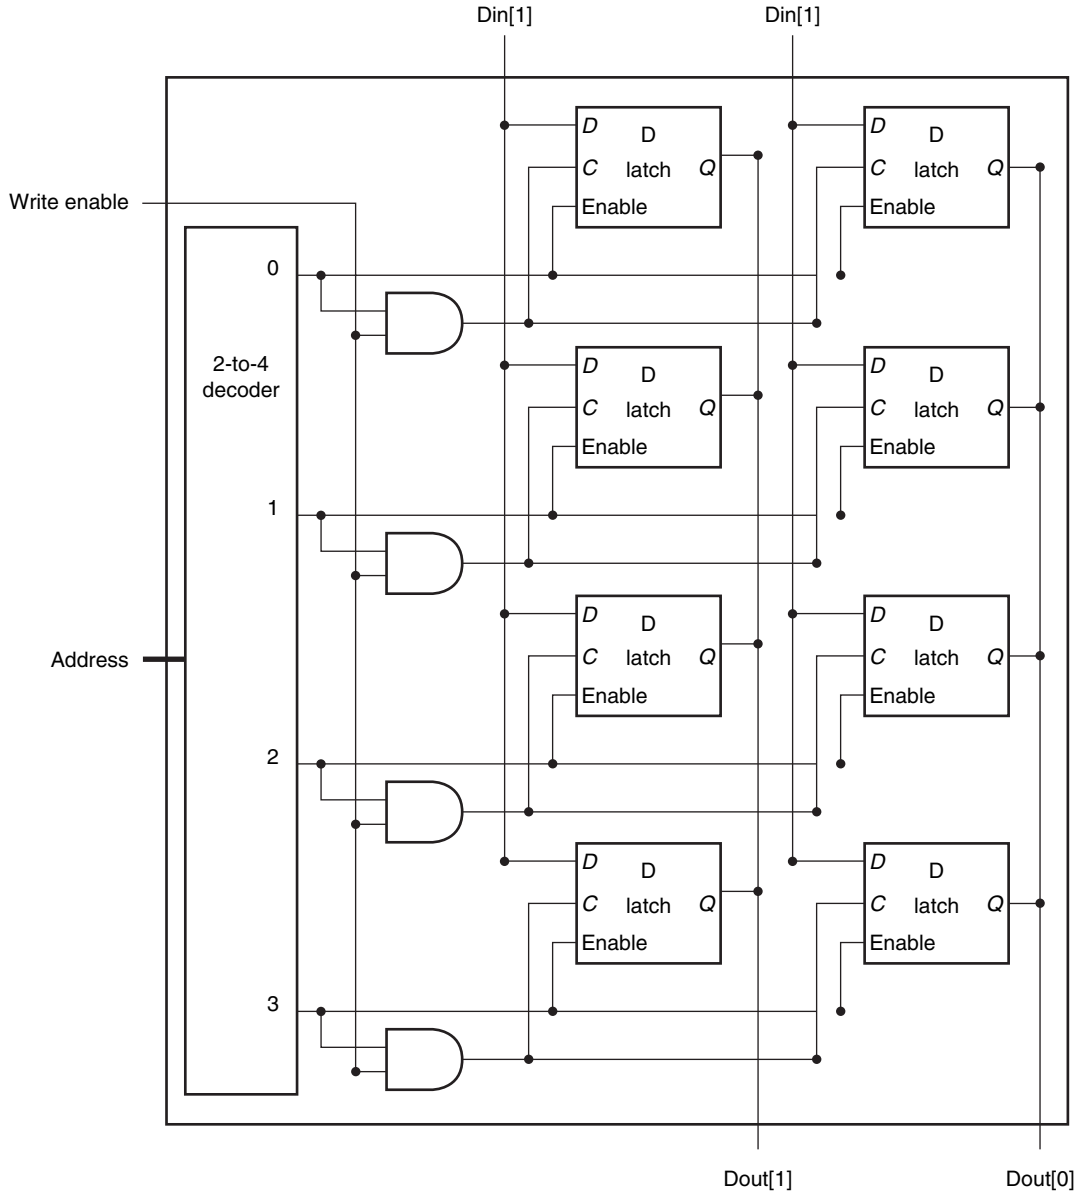 Din[1] Din[1]
D D D D
C latch Q C latch Q
Write enable Enable Enable
0
2-to-4
decoder
D D D D
C latch Q C latch Q
Enable Enable
1
D D D D
Address C latch Q C latch Q
Enable Enable
2
D D D D
C latch Q C latch Q
Enable Enable
3
Dout[1] Dout[0]